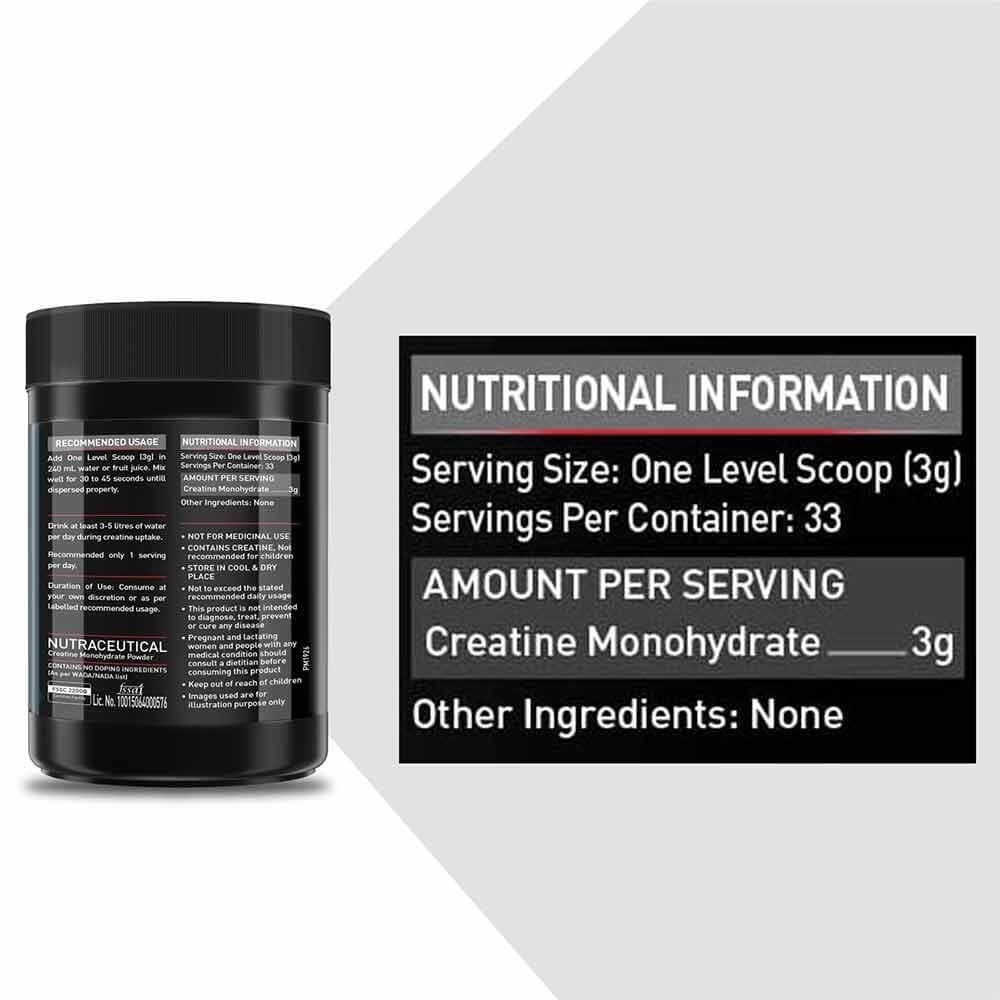 RECOMMENDED USAGE
Add One Level Scoop (3g) in
240 mL water or fruit juice. Mix
well for 30 to 45 seconds untill
dispersed properly.
Drink at least 3-5 litres of water
per day during creatine uptake.
Recommended only 1 serving
per day.
Duration of Use: Consume at
your own discretion or as per
labelled recommended usage.
NUTRACEUTICAL
Creatine Monohydrate Powder
CONTAINS NO DOPING INGREDIENTS
(As per WADA/NADA list)
FSSC 22000
fssai
Lic. No. 10015064000576
NUTRITIONAL INFORMATION
Serving Size: One Level Scoop (3g)
Servings Per Container: 33
AMOUNT PER SERVING
Creatine Monohydrate____3g
Other Ingredients: None
• NOT FOR MEDICINAL USE
• CONTAINS CREATINE, Not
recommended for children
• STORE IN COOL & DRY
PLACE
• Not to exceed the stated
recommended daily usage
• This product is not intended
to diagnose, treat, prevent
or cure any disease
• Pregnant and lactating
women and people with any
medical condition should
consult a dietitian before
consuming this product
• Keep out of reach of children
• Images used are for
illustration purpose only
PM1926
NUTRITIONAL INFORMATION
Serving Size: One Level Scoop (3g)
Servings Per Container: 33
AMOUNT PER SERVING
Creatine Monohydrate____3g
Other Ingredients: None